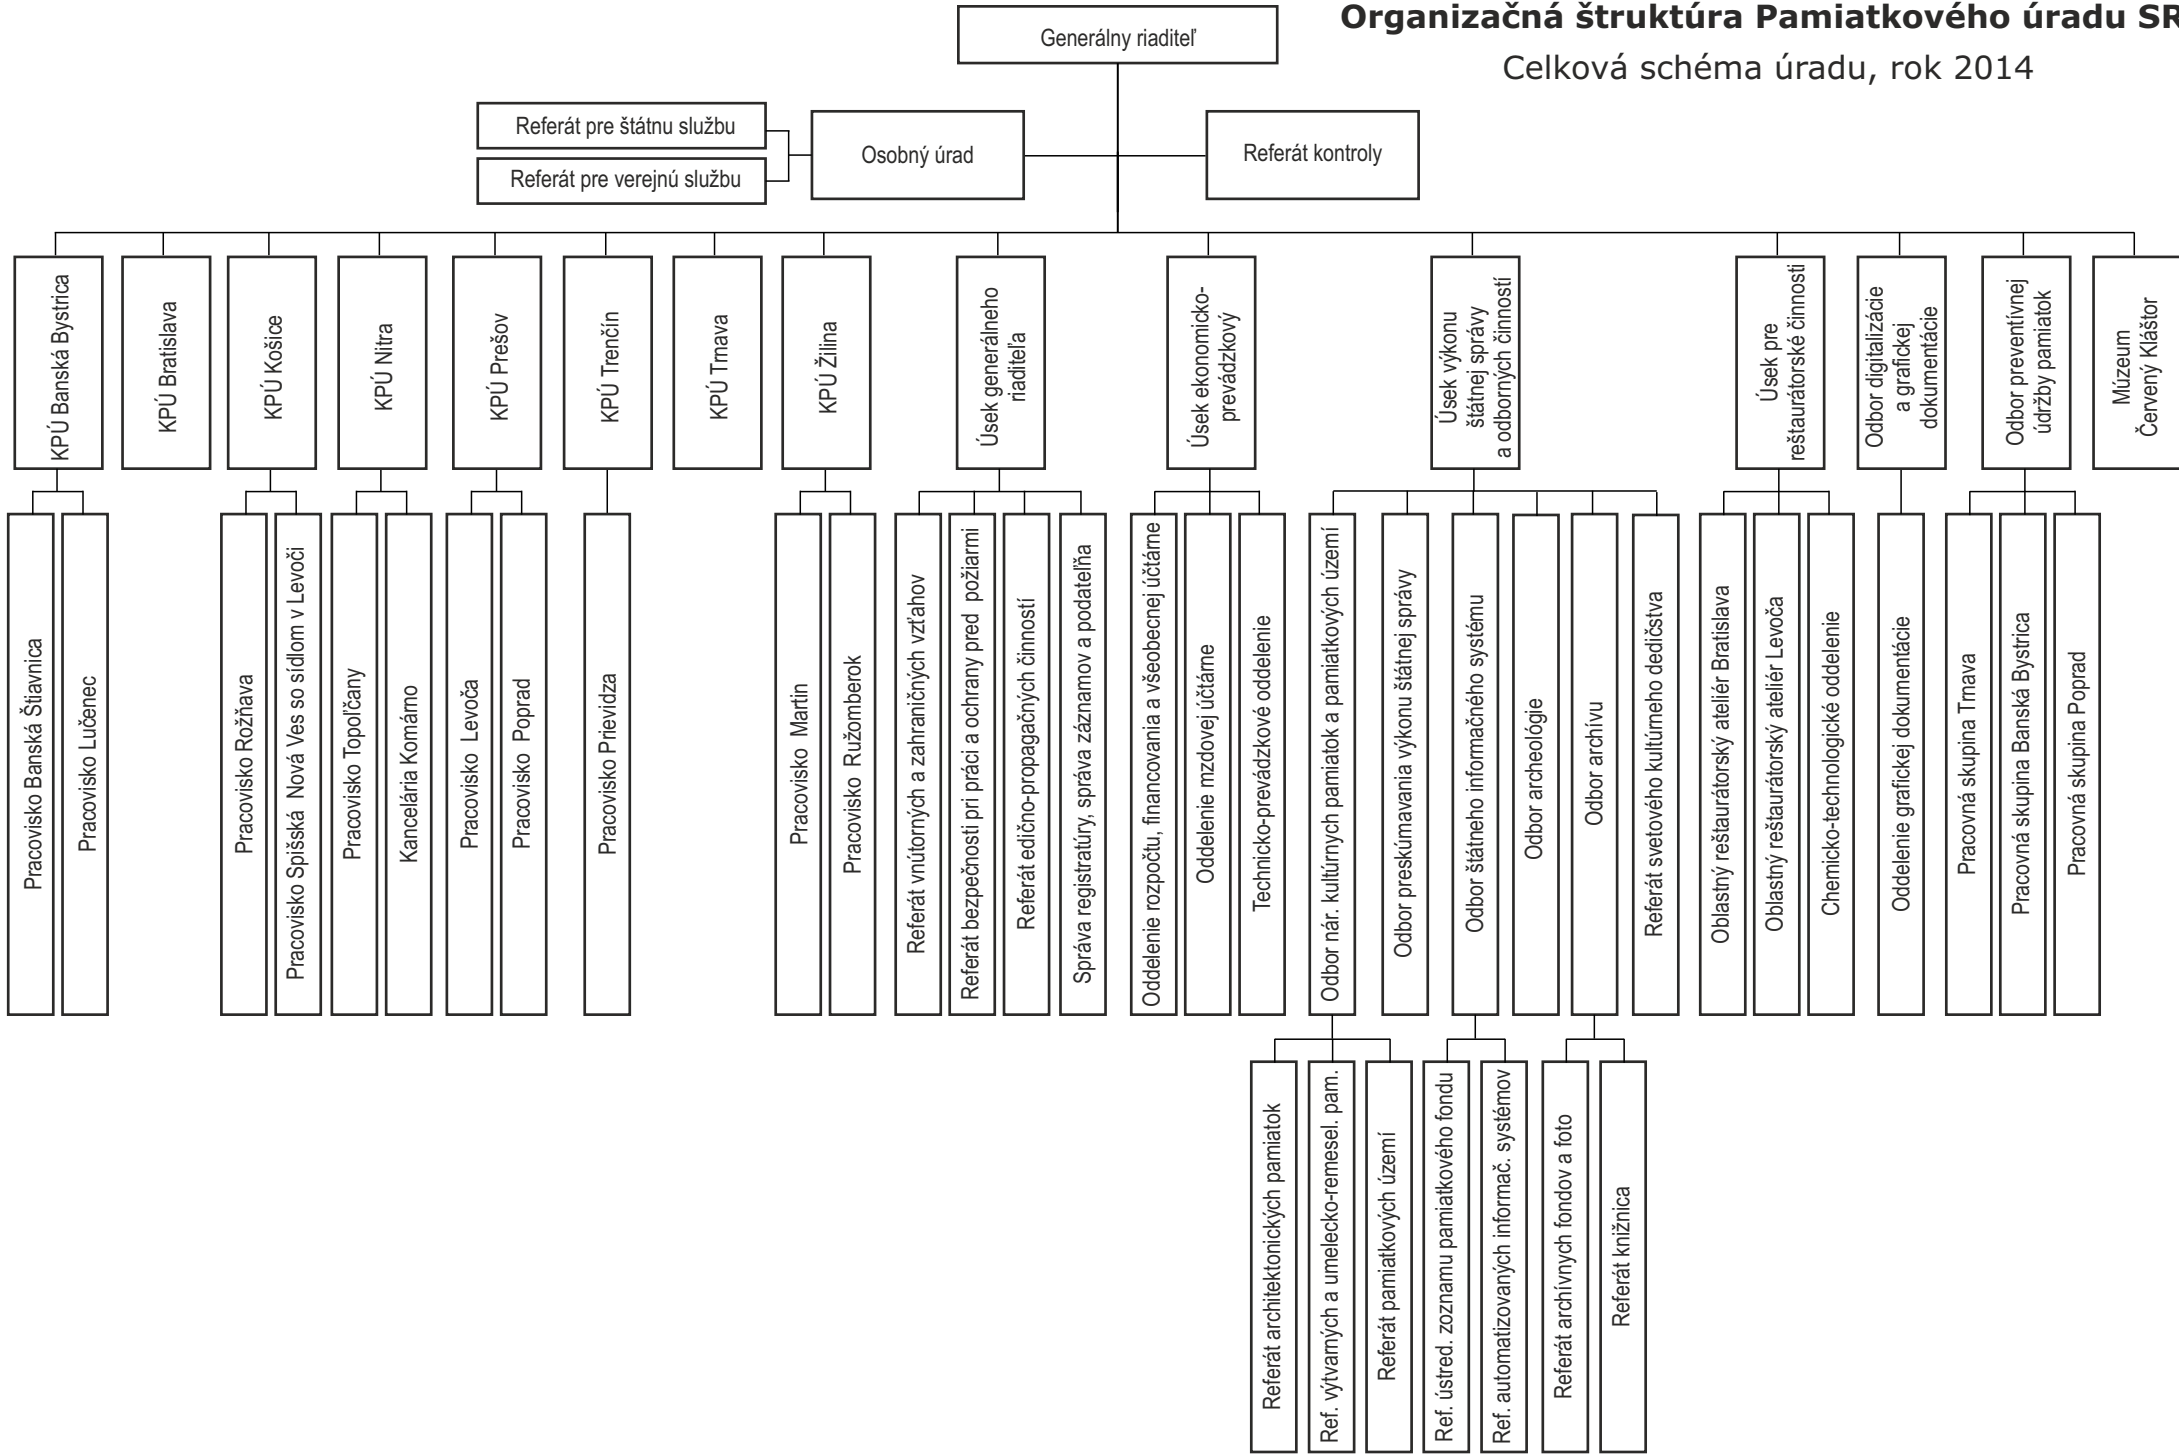 Organizačná štruktúra Pamiatkového úradu SR
Celková schéma úradu, rok 2014
Generálny riaditeľ
Referát pre štátnu službu
Referát pre verejnú službu
Osobný úrad
Referát kontroly
KPÚ Banská Bystrica
KPÚ Bratislava
KPÚ Košice
KPÚ Nitra
KPÚ Prešov
KPÚ Trenčín
KPÚ Trnava
KPÚ Žilina
Úsek generálneho
riaditeľa
Úsek ekonomicko-
prevádzkový
Úsek výkonu
štátnej správy
a odborných činností
Úsek pre
reštaurátorské činnosti
Odbor digitalizácie
a grafickej
dokumentácie
Odbor preventívnej
údržby pamiatok
Múzeum
Červený Kláštor
Pracovisko Banská Štiavnica
Pracovisko Lučenec
Pracovisko Rožňava
Pracovisko Spišská Nová Ves so sídlom v Levoči
Pracovisko Topoľčany
Kancelária Komárno
Pracovisko Levoča
Pracovisko Poprad
Pracovisko Prievidza
Pracovisko Martin
Pracovisko Ružomberok
Referát vnútorných a zahraničných vzťahov
Referát bezpečnosti pri práci a ochrany pred požiarmi
Referát edično-propagačných činností
Správa registratúry, správa záznamov a podateľňa
Oddelenie rozpočtu, financovania a všeobecnej účtárne
Oddelenie mzdovej účtárne
Technicko-prevádzkové oddelenie
Odbor nár. kultúrnych pamiatok a pamiatkových území
Odbor preskúmavania výkonu štátnej správy
Odbor štátneho informačného systému
Odbor archeológie
Odbor archívu
Referát svetového kultúrneho dedičstva
Oblastný reštaurátorský ateliér Bratislava
Oblastný reštaurátorský ateliér Levoča
Chemicko-technologické oddelenie
Oddelenie grafickej dokumentácie
Pracovná skupina Trnava
Pracovná skupina Banská Bystrica
Pracovná skupina Poprad
Referát architektonických pamiatok
Ref. výtvarných a umelecko-remesel. pam.
Referát pamiatkových území
Ref. ústred. zoznamu pamiatkového fondu
Ref. automatizovaných informač. systémov
Referát archívnych fondov a foto
Referát knižnica